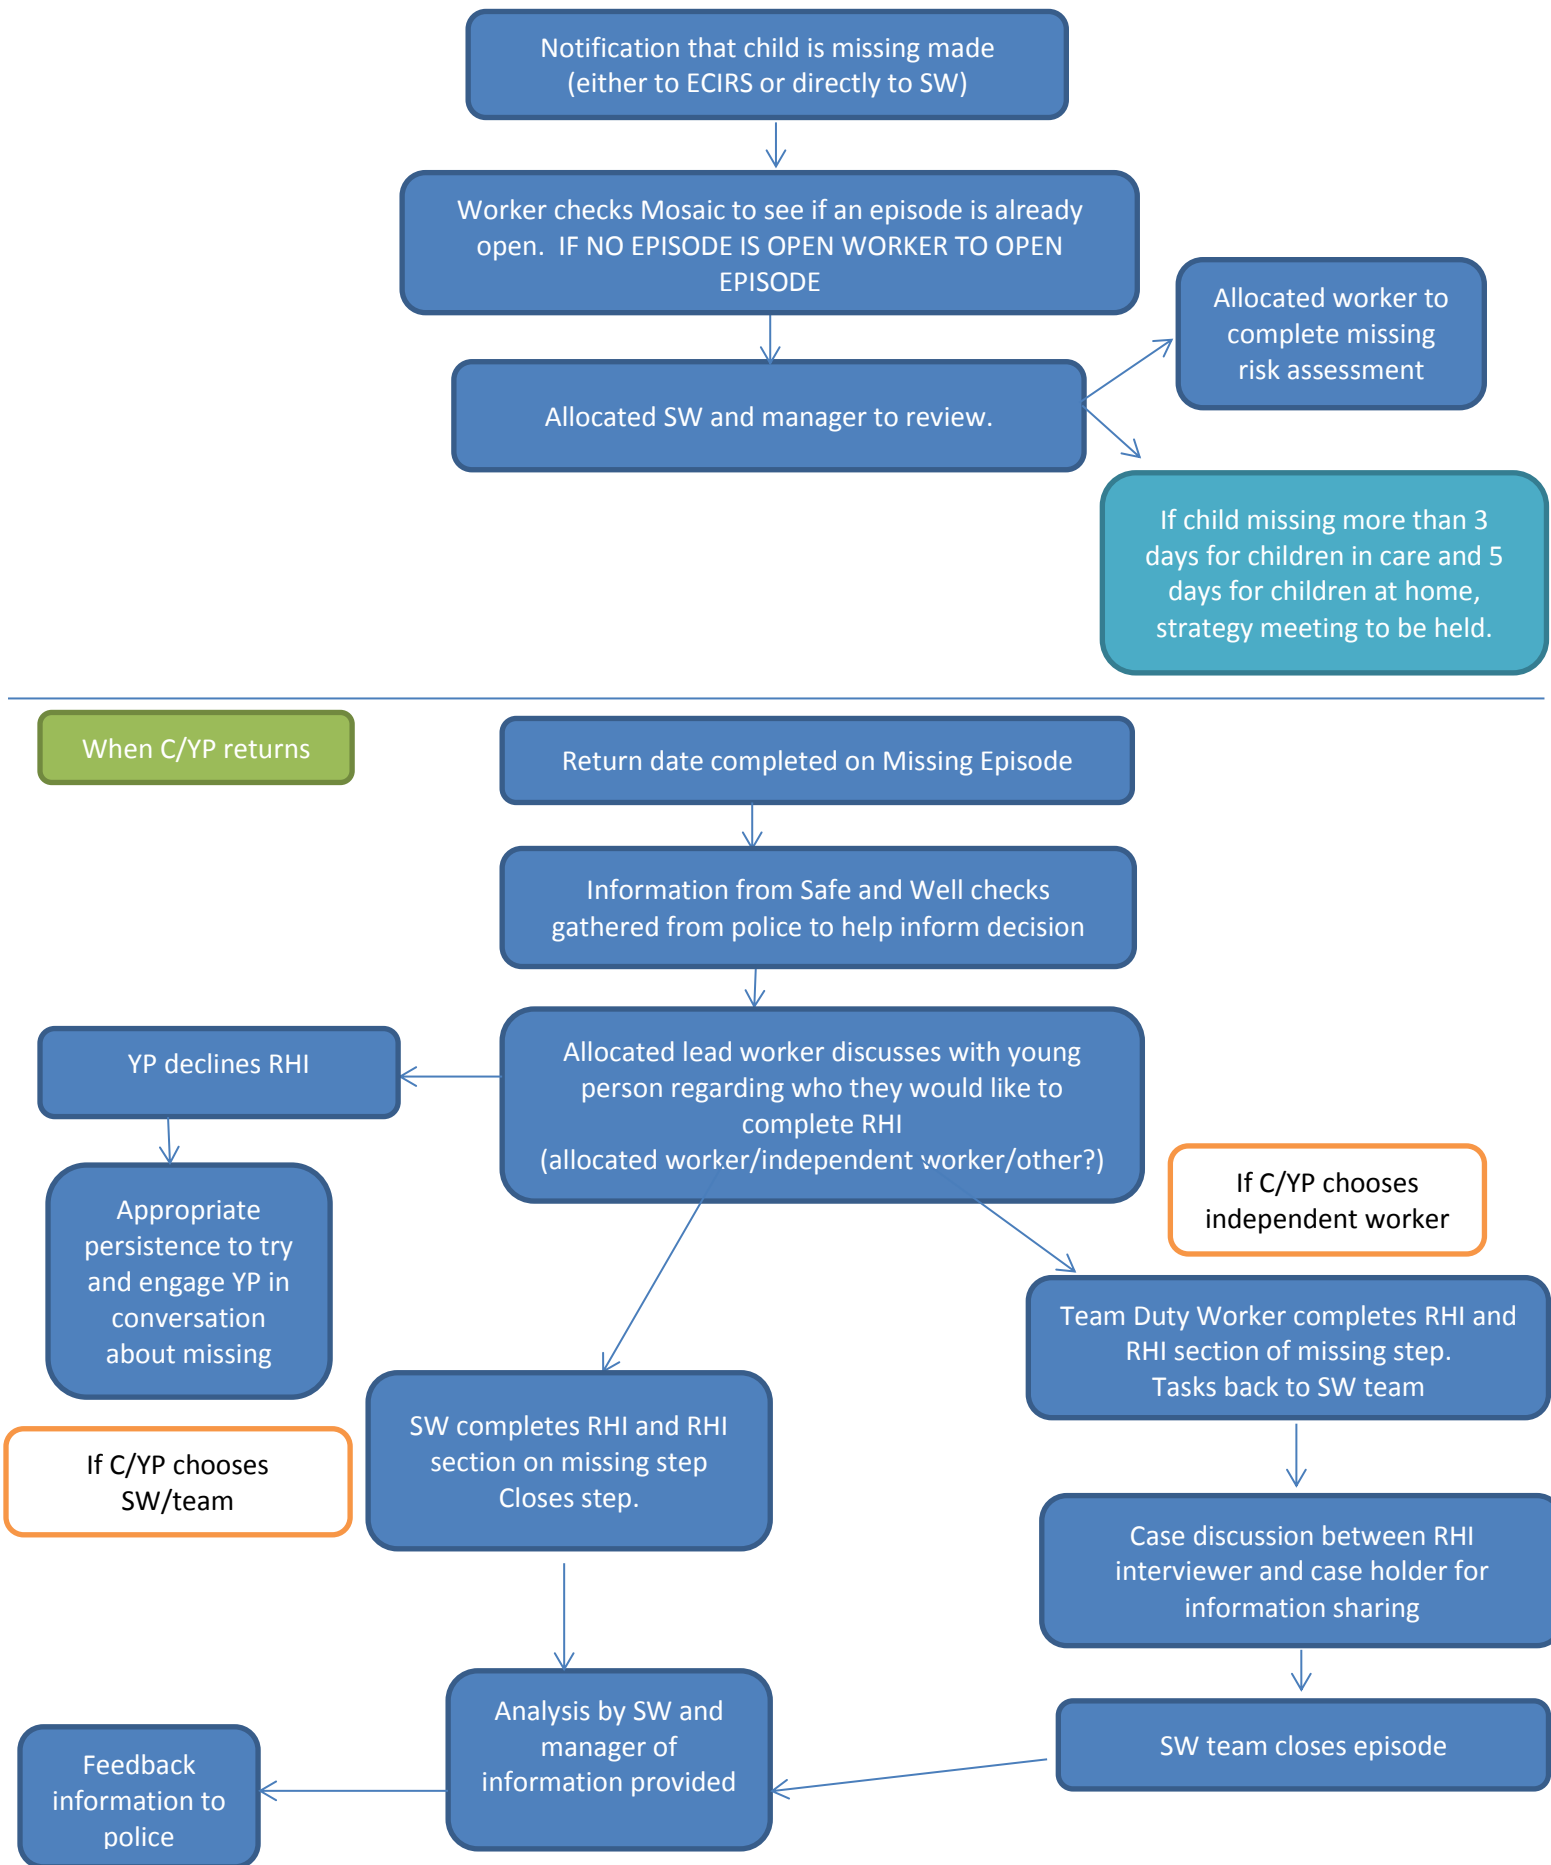 Notification that child is missing made
(either to ECIRS or directly to SW)
Worker checks Mosaic to see if an episode is already
open.  IF NO EPISODE IS OPEN WORKER TO OPEN
EPISODE
Allocated worker to
complete missing
risk assessment
Allocated SW and manager to review.
If child missing more than 3
days for children in care and 5
days for children at home,
strategy meeting to be held.
When C/YP returns
Return date completed on Missing Episode
Information from Safe and Well checks
gathered from police to help inform decision
Allocated lead worker discusses with young
person regarding who they would like to
complete RHI
(allocated worker/independent worker/other?)
YP declines RHI
Appropriate
persistence to try
and engage YP in
conversation
about missing
If C/YP chooses
independent worker
Team Duty Worker completes RHI and
RHI section of missing step.
Tasks back to SW team
If C/YP chooses
SW/team
SW completes RHI and RHI
section on missing step
Closes step.
Case discussion between RHI
interviewer and case holder for
information sharing
Analysis by SW and
manager of
information provided
SW team closes episode
Feedback
information to
police